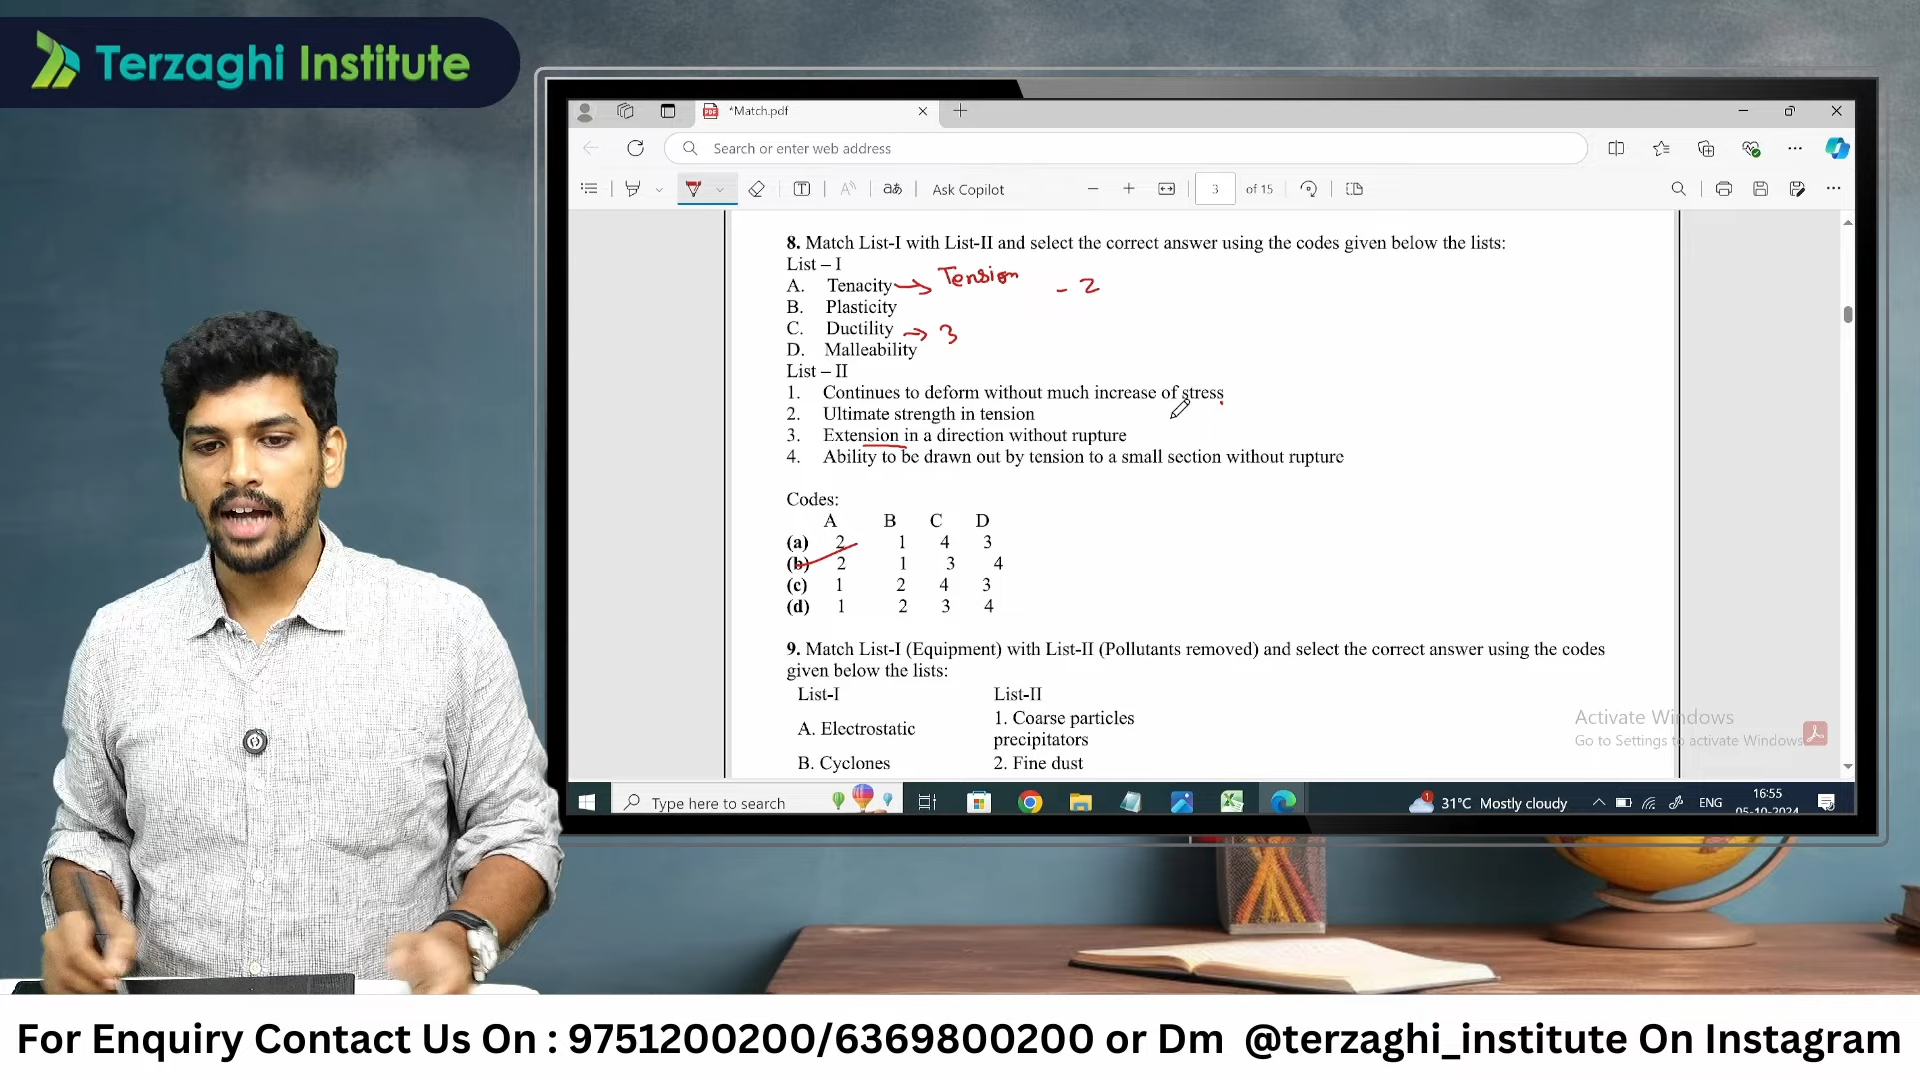 Terzaghi Institute
*Match.pdf
Search or enter web address
Ask Copilot
3 of 15
8. Match List-I with List-II and select the correct answer using the codes given below the lists:
List – I
A. Tenacity → Tension - 2
B. Plasticity
C. Ductility → 3
D. Malleability
List – II
1. Continues to deform without much increase of stress
2. Ultimate strength in tension
3. Extension in a direction without rupture
4. Ability to be drawn out by tension to a small section without rupture
Codes:
A B C D
(a) 2 1 4 3
(b) 2 1 3 4
(c) 1 2 4 3
(d) 1 2 3 4
9. Match List-I (Equipment) with List-II (Pollutants removed) and select the correct answer using the codes
given below the lists:
List-I List-II
A. Electrostatic 1. Coarse particles
precipitators
B. Cyclones 2. Fine dust
Activate Windows
Go to Settings to activate Windows
Type here to search
31°C Mostly cloudy
ENG
16:55
05-10-2024
For Enquiry Contact Us On : 9751200200/6369800200 or Dm @terzaghi_institute On Instagram